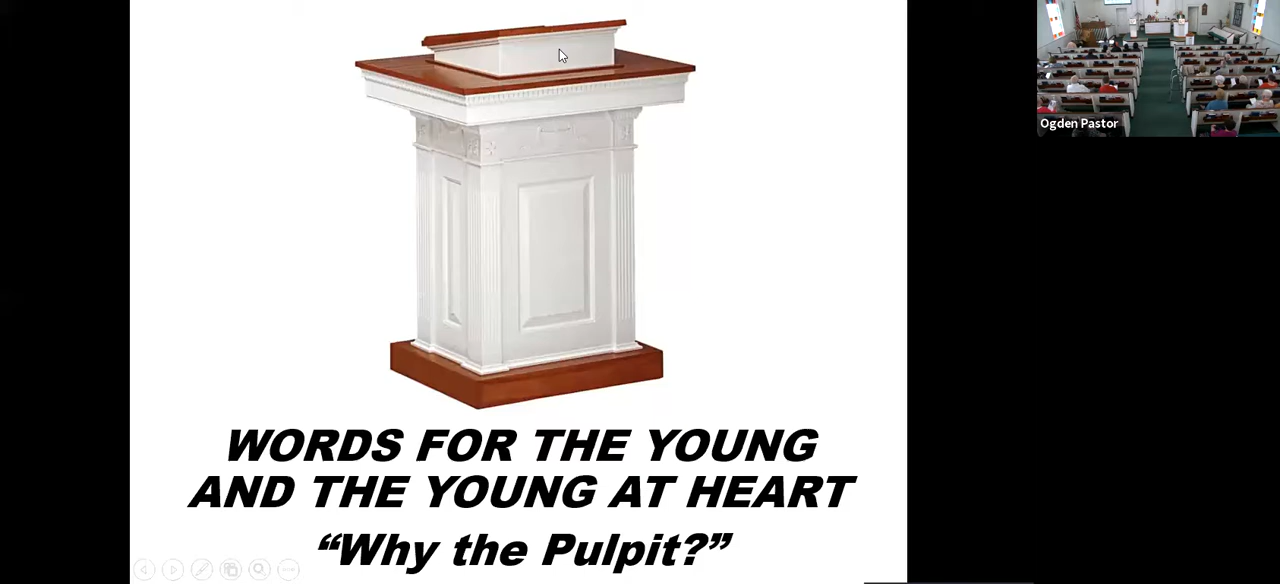 Ogden Pastor
WORDS FOR THE YOUNG
AND THE YOUNG AT HEART
“Why the Pulpit?”